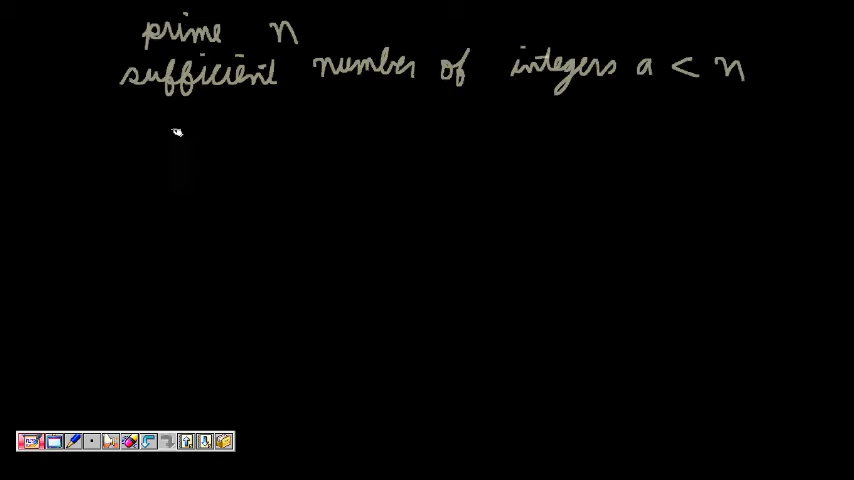 prime n
sufficient number of integers a < n